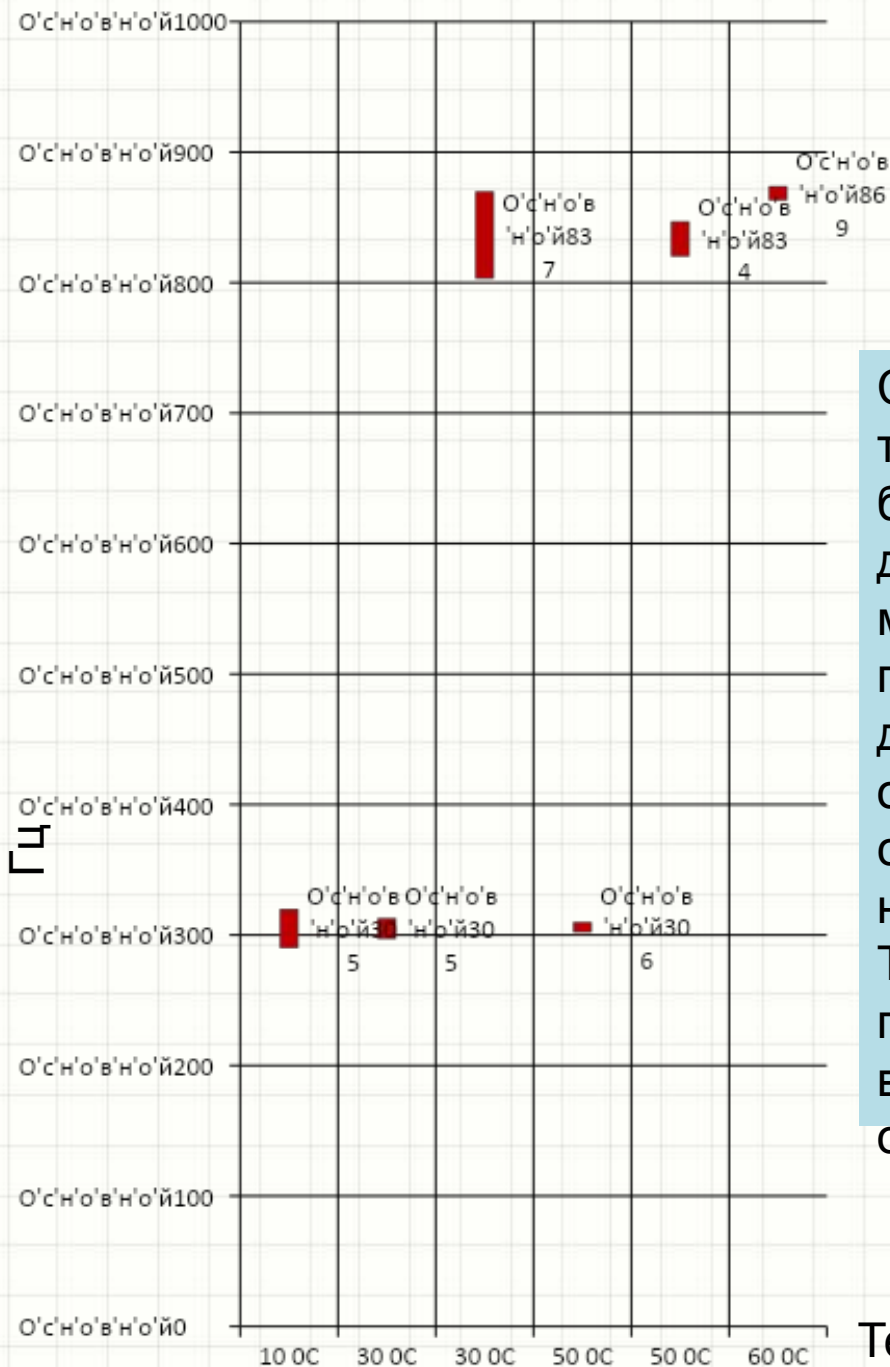 О'с'н'о'в'н'о'й1000
О'с'н'о'в'н'о'й900
О'с'н'о'в
'н'о'й86
9
О'с'н'о'в
'н'о'й83
7
О'с'н'о'в
'н'о'й83
4
О'с'н'о'в'н'о'й800
О'с'н'о'в'н'о'й700
О'с'н'о'в'н'о'й600
О'с'н'о'в'н'о'й500
О'с'н'о'в'н'о'й400
Гц
О'с'н'о'в
'н'о'й30
5
О'с'н'о'в
'н'о'й30
5
О'с'н'о'в
'н'о'й30
6
О'с'н'о'в'н'о'й300
О'с'н'о'в'н'о'й200
О'с'н'о'в'н'о'й100
О'с'н'о'в'н'о'й0
10 0С 30 0С 30 0С 50 0С 50 0С 60 0С